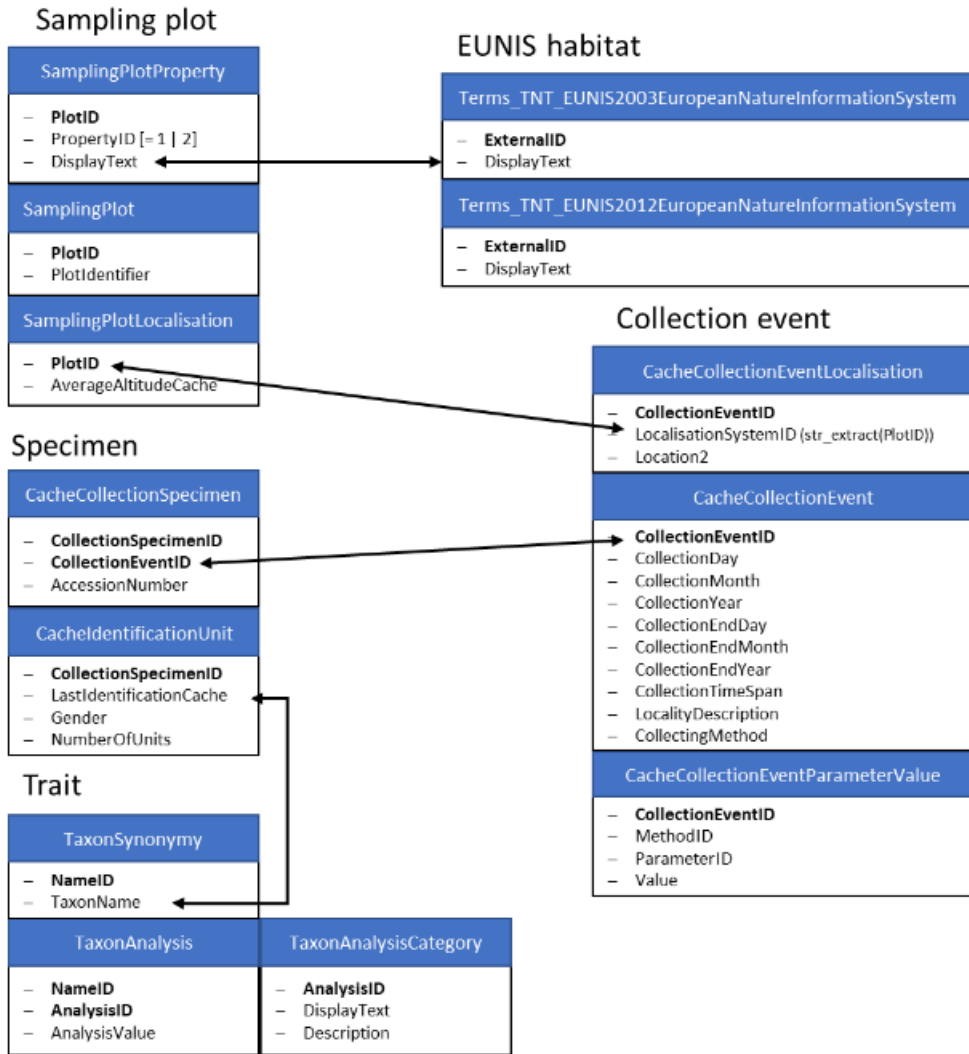 Sampling plot
SamplingPlotProperty
– PlotID
– PropertyID [= 1 | 2]
– DisplayText
SamplingPlot
– PlotID
– PlotIdentifier
SamplingPlotLocalisation
– PlotID
– AverageAltitudeCache
EUNIS habitat
Terms_TNT_EUNIS2003EuropeanNatureInformationSystem
– ExternalID
– DisplayText
Terms_TNT_EUNIS2012EuropeanNatureInformationSystem
– ExternalID
– DisplayText
Collection event
CacheCollectionEventLocalisation
– CollectionEventID
– LocalisationSystemID (str_extract(PlotID))
– Location2
CacheCollectionEvent
– CollectionEventID
– CollectionDay
– CollectionMonth
– CollectionYear
– CollectionEndDay
– CollectionEndMonth
– CollectionEndYear
– CollectionTimeSpan
– LocalityDescription
– CollectingMethod
CacheCollectionEventParameterValue
– CollectionEventID
– MethodID
– ParameterID
– Value
Specimen
CacheCollectionSpecimen
– CollectionSpecimenID
– CollectionEventID
– AccessionNumber
CacheIdentificationUnit
– CollectionSpecimenID
– LastIdentificationCache
– Gender
– NumberOfUnits
Trait
TaxonSynonymy
– NameID
– TaxonName
TaxonAnalysis
– NameID
– AnalysisID
– AnalysisValue
TaxonAnalysisCategory
– AnalysisID
– DisplayText
– Description